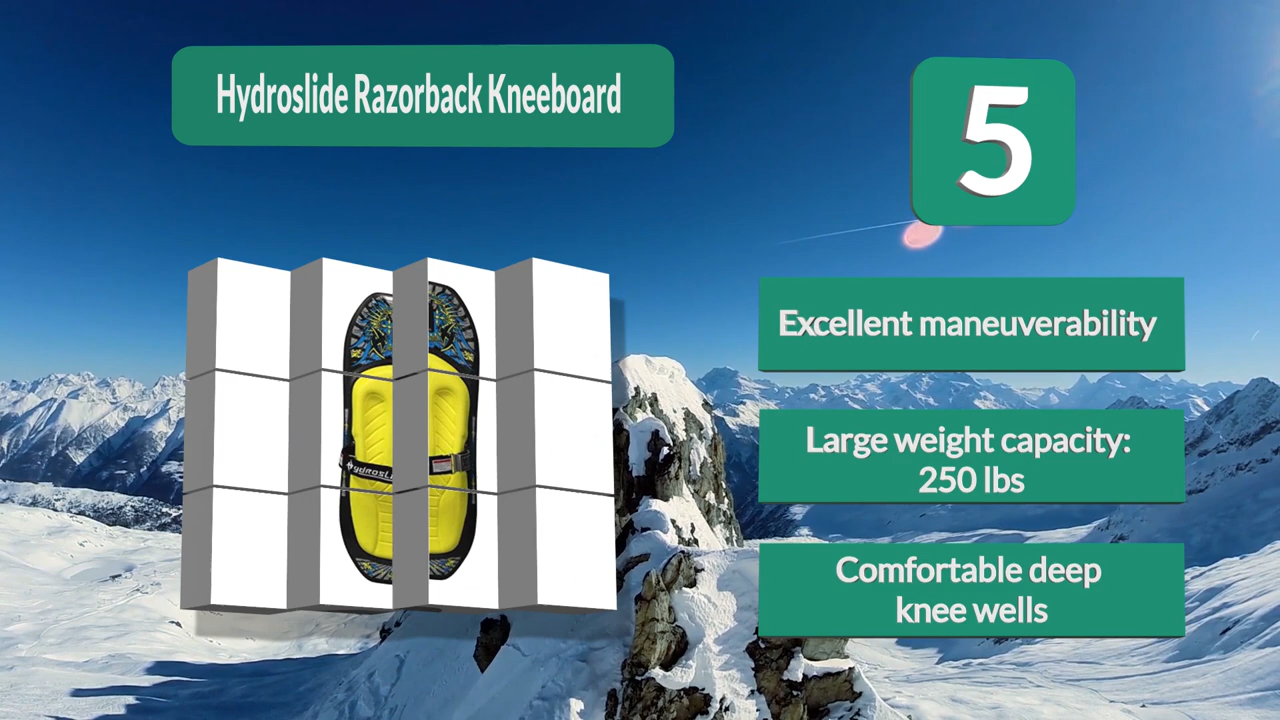 Hydroslide Razorback Kneeboard
5
Excellent maneuverability
Large weight capacity:
250 lbs
Comfortable deep
knee wells